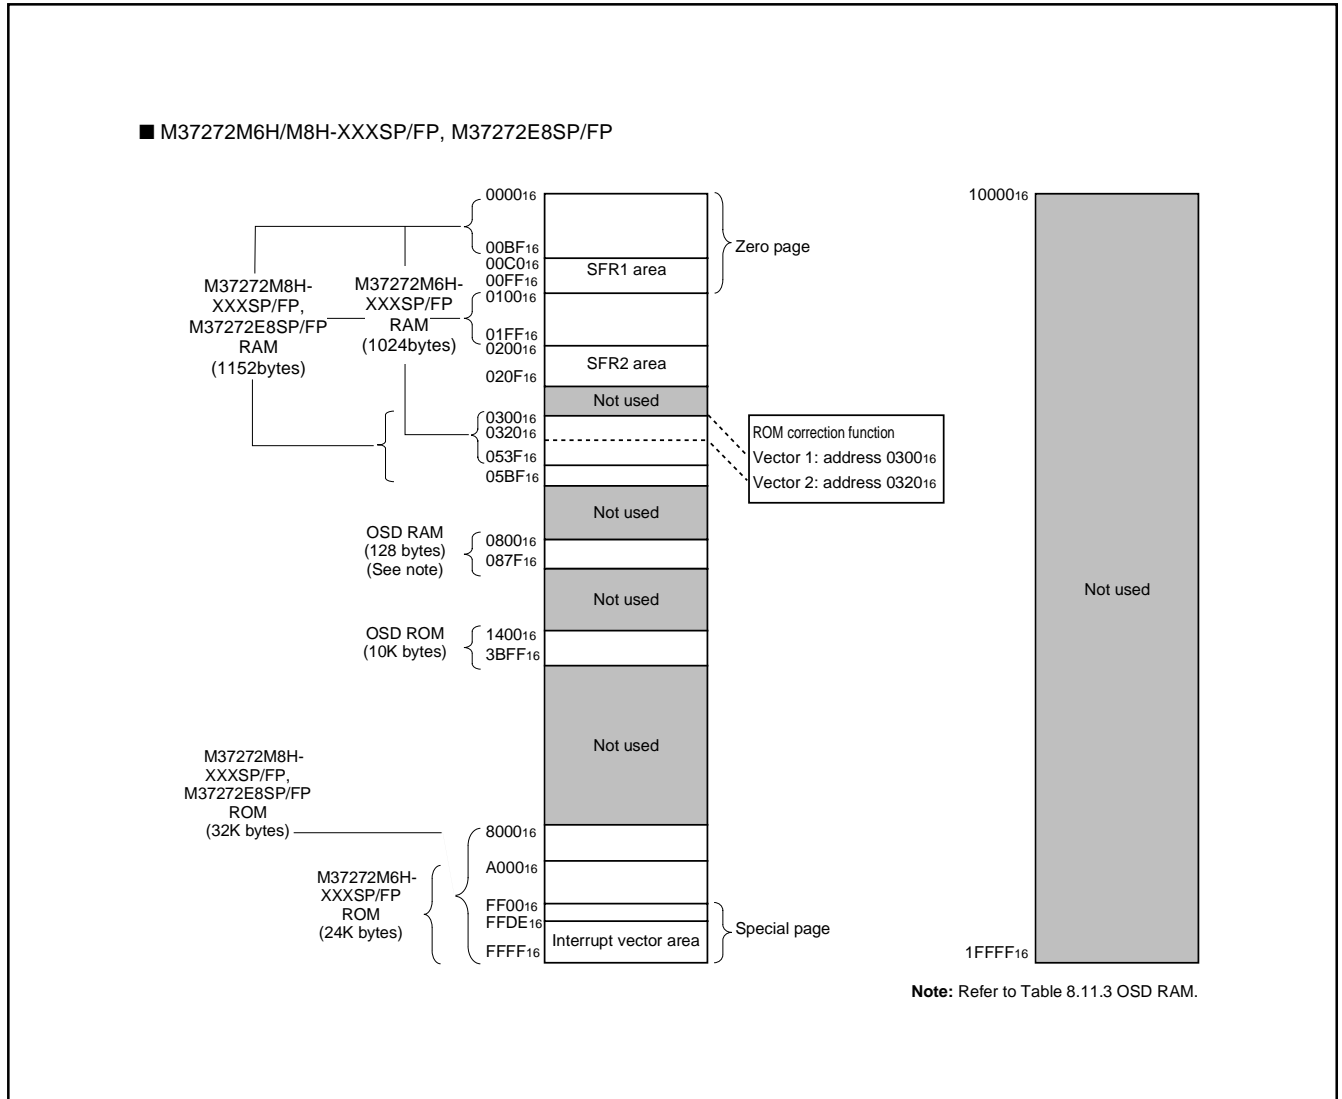 ■ M37272M6H/M8H-XXXSP/FP, M37272E8SP/FP
M37272M8H-
XXXSP/FP,
M37272E8SP/FP
RAM
(1152bytes)
M37272M6H-
XXXSP/FP
RAM
(1024bytes)
OSD RAM
(128 bytes)
(See note)
OSD ROM
(10K bytes)
M37272M8H-
XXXSP/FP,
M37272E8SP/FP
ROM
(32K bytes)
M37272M6H-
XXXSP/FP
ROM
(24K bytes)
000016
00BF16
00C016
00FF16
010016
01FF16
020016
020F16
030016
032016
053F16
05BF16
080016
087F16
140016
3BFF16
800016
A00016
FF0016
FFDE16
FFFF16
SFR1 area
SFR2 area
Not used
Not used
Not used
Not used
Interrupt vector area
Zero page
ROM correction function
Vector 1: address 030016
Vector 2: address 032016
Special page
1000016
Not used
1FFFF16
Note: Refer to Table 8.11.3 OSD RAM.